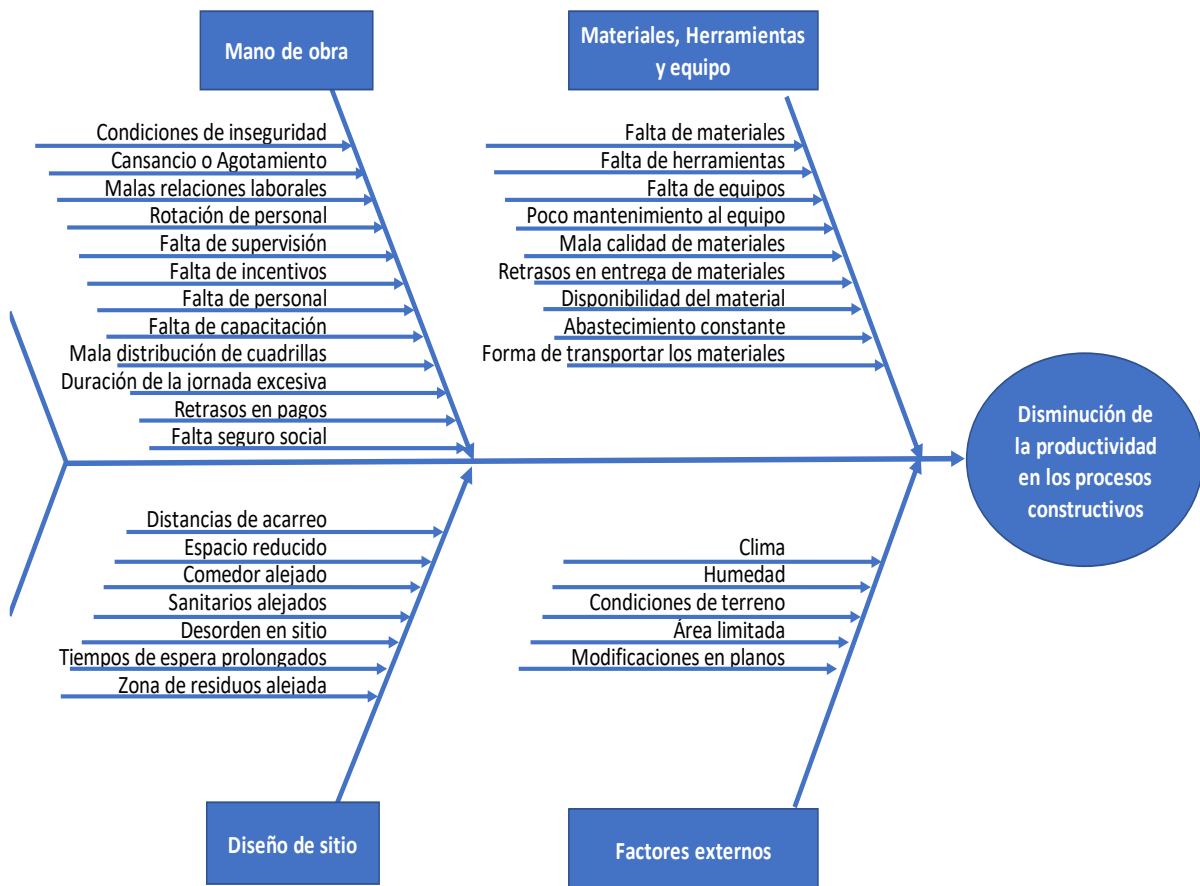 Mano de obra
Condiciones de inseguridad
Cansancio o Agotamiento
Malas relaciones laborales
Rotación de personal
Falta de supervisión
Falta de incentivos
Falta de personal
Falta de capacitación
Mala distribución de cuadrillas
Duración de la jornada excesiva
Retrasos en pagos
Falta seguro social
Materiales, Herramientas
y equipo
Falta de materiales
Falta de herramientas
Falta de equipos
Poco mantenimiento al equipo
Mala calidad de materiales
Retrasos en entrega de materiales
Disponibilidad del material
Abastecimiento constante
Forma de transportar los materiales
Disminución de
la productividad
en los procesos
constructivos
Distancias de acarreo
Espacio reducido
Comedor alejado
Sanitarios alejados
Desorden en sitio
Tiempos de espera prolongados
Zona de residuos alejada
Diseño de sitio
Clima
Humedad
Condiciones de terreno
Área limitada
Modificaciones en planos
Factores externos